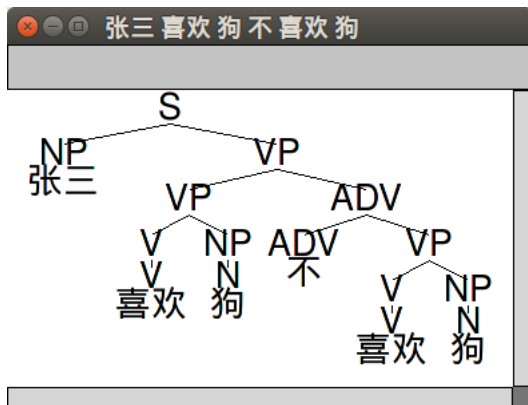 张三 喜欢 狗 不 喜欢 狗
S
NP VP
张三
VP ADV
V NP ADV VP
V N 不
喜欢 狗 V NP
V N
喜欢 狗